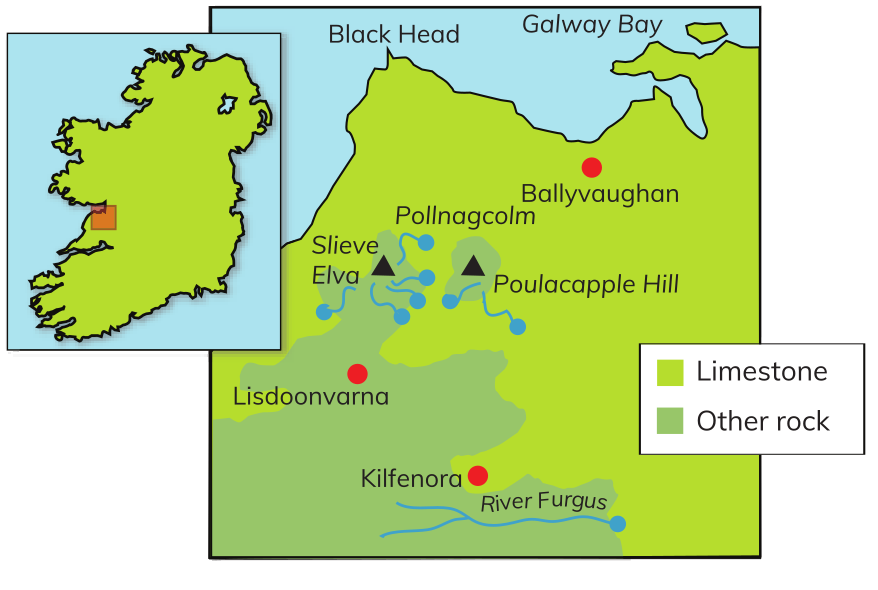 Galway Bay
Black Head
Ballyvaughan
Pollnagcolm
Slieve
Elva
Poulacapple Hill
Limestone
Lisdoonvarna
Other rock
Kilfenora
River Furgus